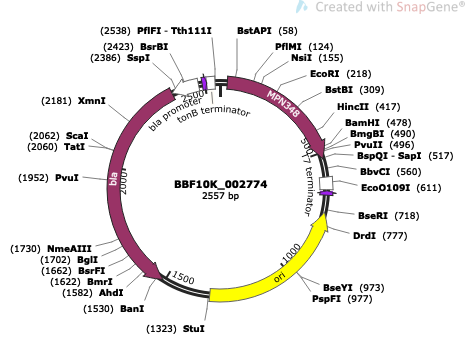 Created with SnapGene®
(2538) PflFI - Tth111I
(2423) BsrBI
(2386) SspI
(2181) XmnI
(2062) ScaI
(2060) TatI
(1952) PvuI
(1730) NmeAIII
(1702) BglI
(1662) BsrFI
(1622) BmrI
(1582) AhdI
(1530) BanI
(1323) StuI
BstAPI (58)
PflMI (124)
NsiI (155)
EcoRI (218)
BstBI (309)
HincII (417)
BamHI (478)
BmgBI (490)
PvuII (496)
BspQI - SapI (517)
BbvCI (560)
EcoO109I (611)
BseRI (718)
DrdI (777)
BseYI (973)
PspFI (977)
bla promoter
tonB terminator
MPN348
T7 terminator
ori
bla
500
1000
1500
2000
2500
BBF10K_002774
2557 bp